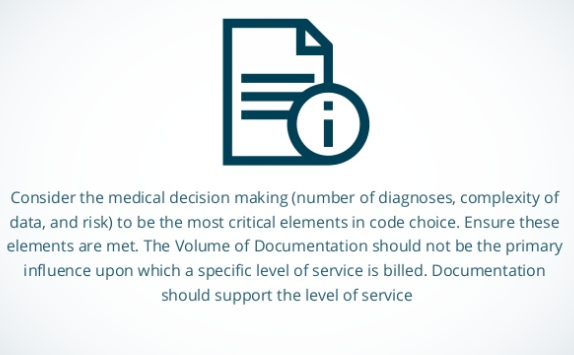 Consider the medical decision making (number of diagnoses, complexity of
data, and risk) to be the most critical elements in code choice. Ensure these
elements are met. The Volume of Documentation should not be the primary
influence upon which a specific level of service is billed. Documentation
should support the level of service